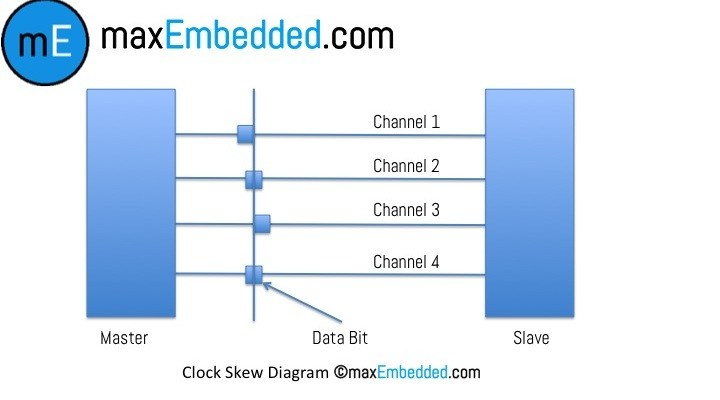 mE maxEmbedded.com
Channel 1
Channel 2
Channel 3
Channel 4
Master Data Bit Slave
Clock Skew Diagram ©maxEmbedded.com